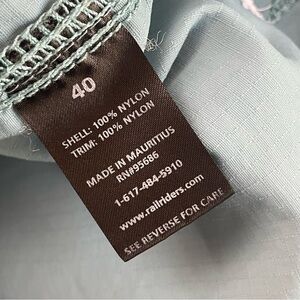 40
SHELL: 100% NYLON
TRIM: 100% NYLON
MADE IN MAURITIUS
RN#95686
1-617-484-5910
www.railriders.com
SEE REVERSE FOR CARE